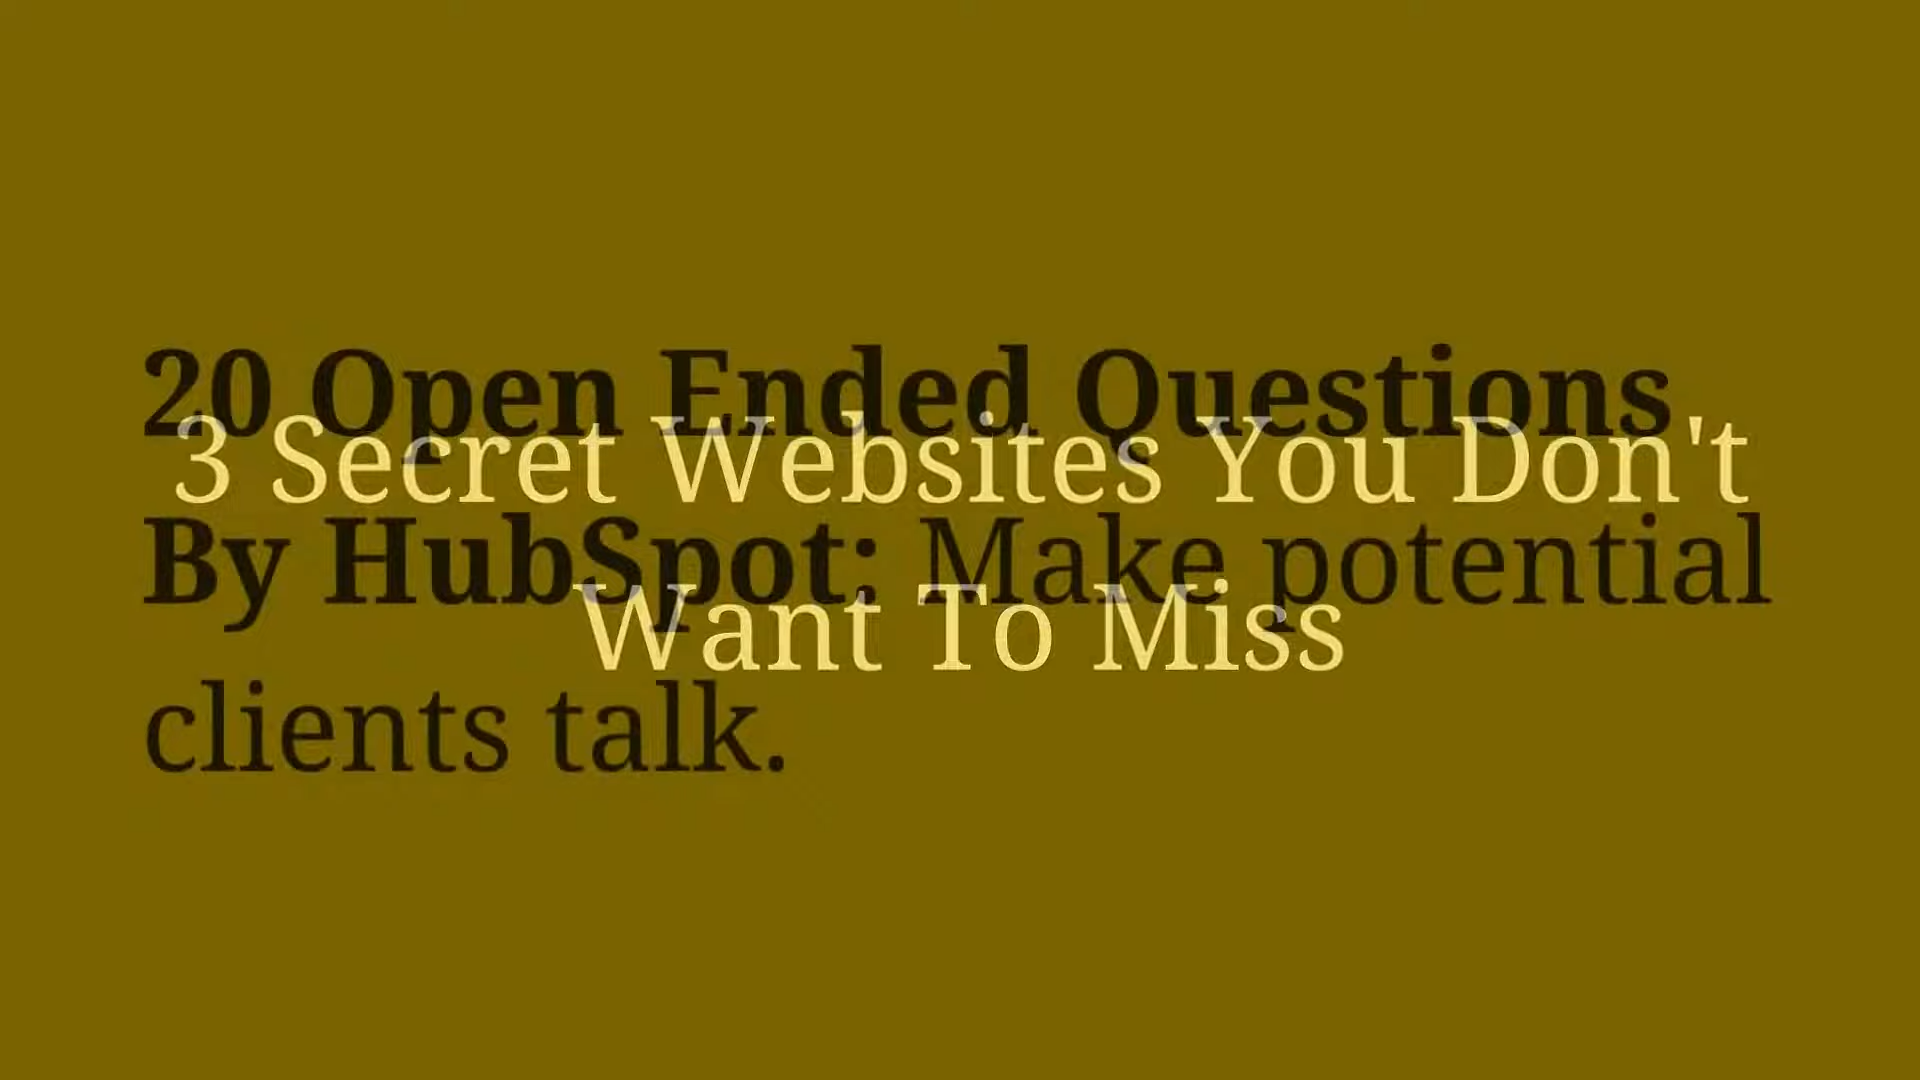 20 Open Ended Questions
3 Secret Websites You Don't
By HubSpot: Make potential
Want To Miss
clients talk.